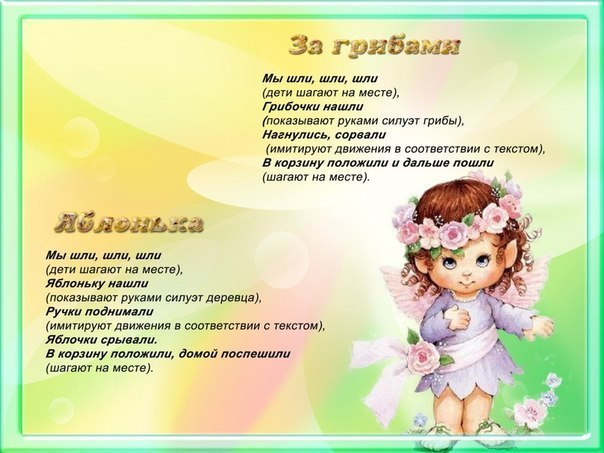 За грибами
Мы шли, шли, шли
(дети шагают на месте),
Грибочки нашли
(показывают руками силуэт грибы),
Нагнулись, сорвали
(имитируют движения в соответствии с текстом),
В корзину положили и дальше пошли
(шагают на месте).
Яблонька
Мы шли, шли, шли
(дети шагают на месте),
Яблоньку нашли
(показывают руками силуэт деревца),
Ручки поднимали
(имитируют движения в соответствии с текстом),
Яблочки срывали.
В корзину положили, домой поспешили
(шагают на месте).